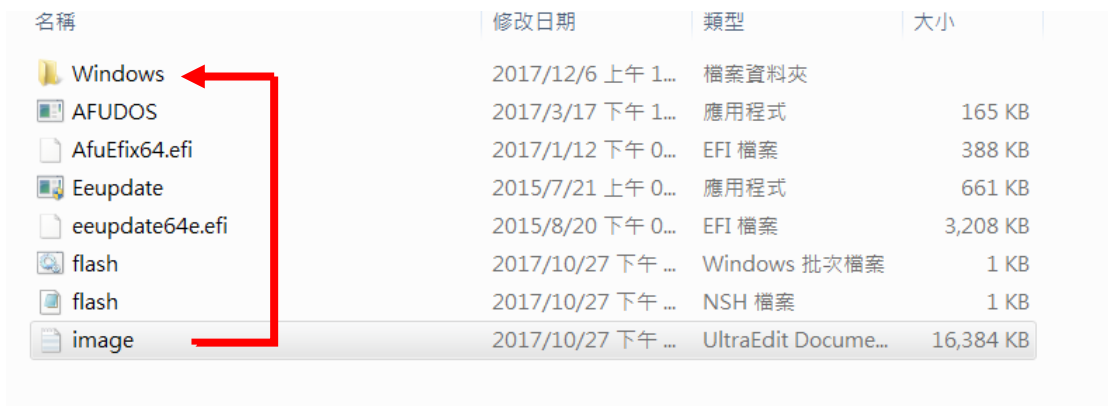 名稱 修改日期 類型 大小
Windows 2017/12/6 上午 1... 檔案資料夾
AFUDOS 2017/3/17 下午 1... 應用程式 165 KB
AfuEfix64.efi 2017/1/12 下午 0... EFI 檔案 388 KB
Eeupdate 2015/7/21 上午 0... 應用程式 661 KB
eeupdate64e.efi 2015/8/20 下午 0... EFI 檔案 3,208 KB
flash 2017/10/27 下午 ... Windows 批次檔案 1 KB
flash 2017/10/27 下午 ... NSH 檔案 1 KB
image 2017/10/27 下午 ... UltraEdit Docume... 16,384 KB